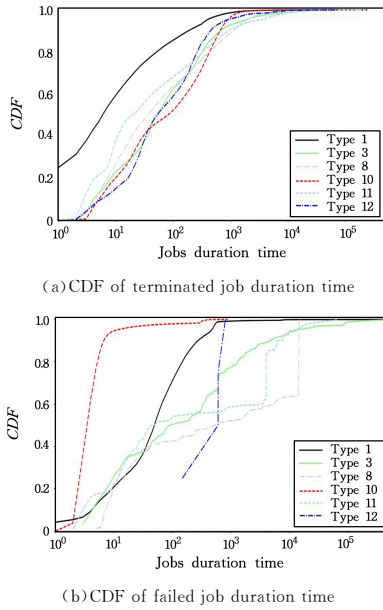 1.0
0.8
0.6
0.4
0.2
0
CDF
Type 1
Type 3
Type 8
Type 10
Type 11
Type 12
10^0 10^1 10^2 10^3 10^4 10^5
Jobs duration time
(a)CDF of terminated job duration time
1.0
0.8
0.6
0.4
0.2
0
CDF
Type 1
Type 3
Type 8
Type 10
Type 11
Type 12
10^0 10^1 10^2 10^3 10^4 10^5
Jobs duration time
(b)CDF of failed job duration time